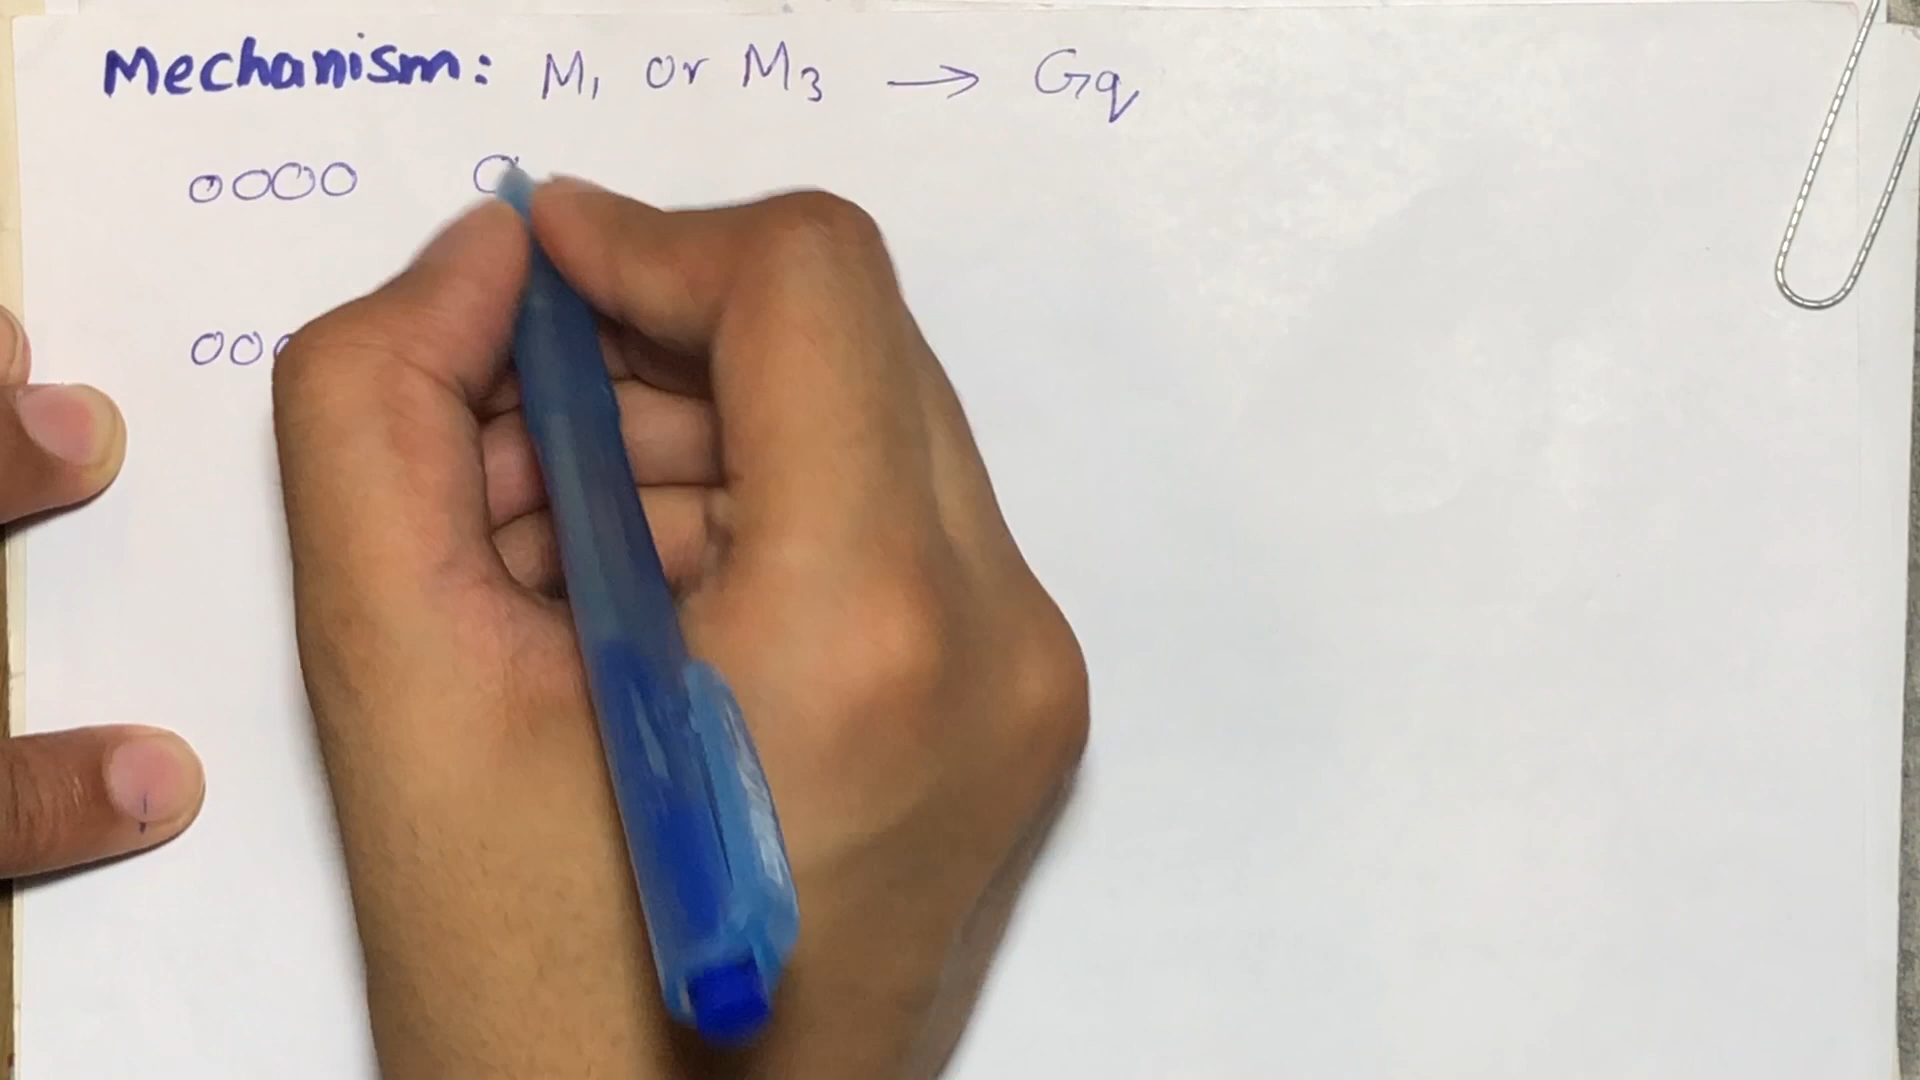 Mechanism: M₁ or M₃ → Gq